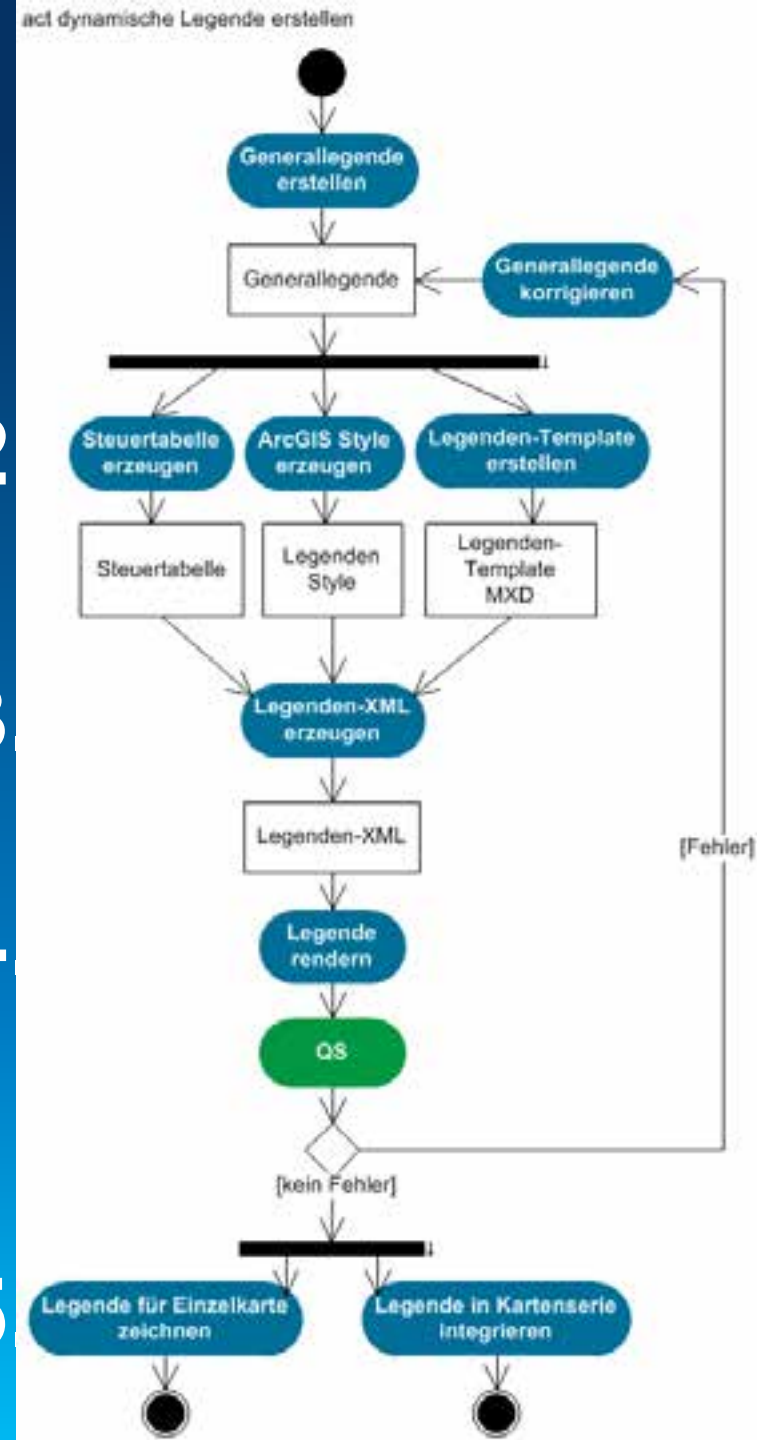 act dynamische Legende erstellen
Generallegende
erstellen
Generallegende
Generallegende
korrigieren
Steuertabelle
erzeugen
ArcGIS Style
erzeugen
Legenden-Template
erstellen
Steuertabelle
Legenden
Style
Legenden-
Template
MXD
Legenden-XML
erzeugen
Legenden-XML
[Fehler]
Legende
rendern
QS
[kein Fehler]
Legende für Einzelkarte
zeichnen
Legende in Kartenserie
integrieren